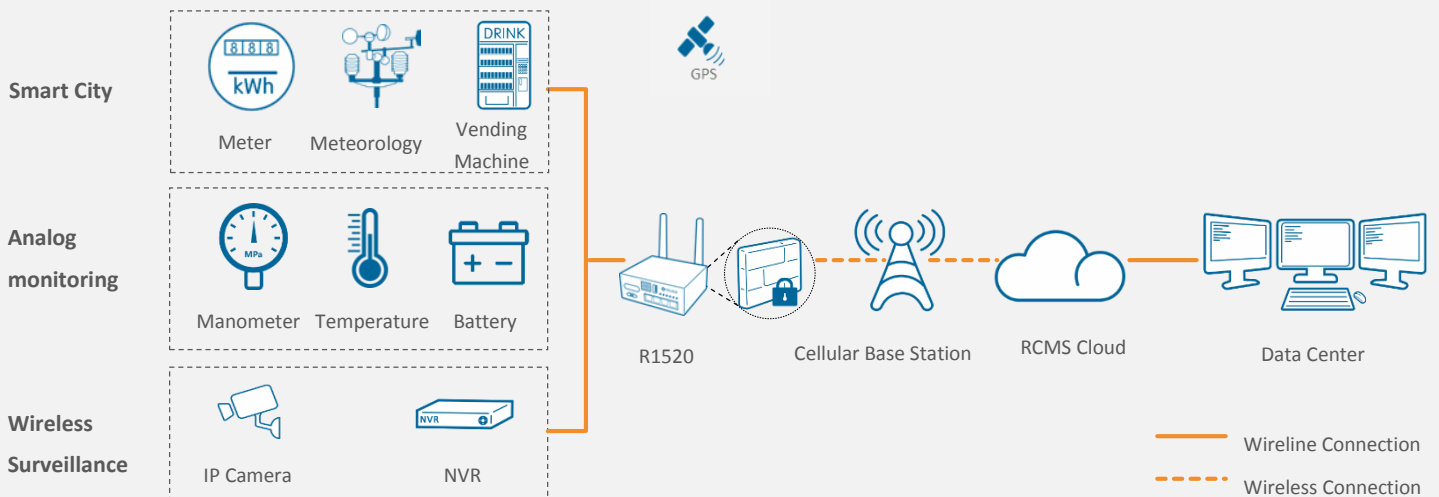 Smart City
888
kWh
DRINK
Meter
Meteorology
Vending
Machine
GPS
Analog
monitoring
MPa
Manometer
Temperature
Battery
R1520
Cellular Base Station
RCMS Cloud
Data Center
Wireless
Surveillance
NVR
IP Camera
NVR
Wireline Connection
Wireless Connection